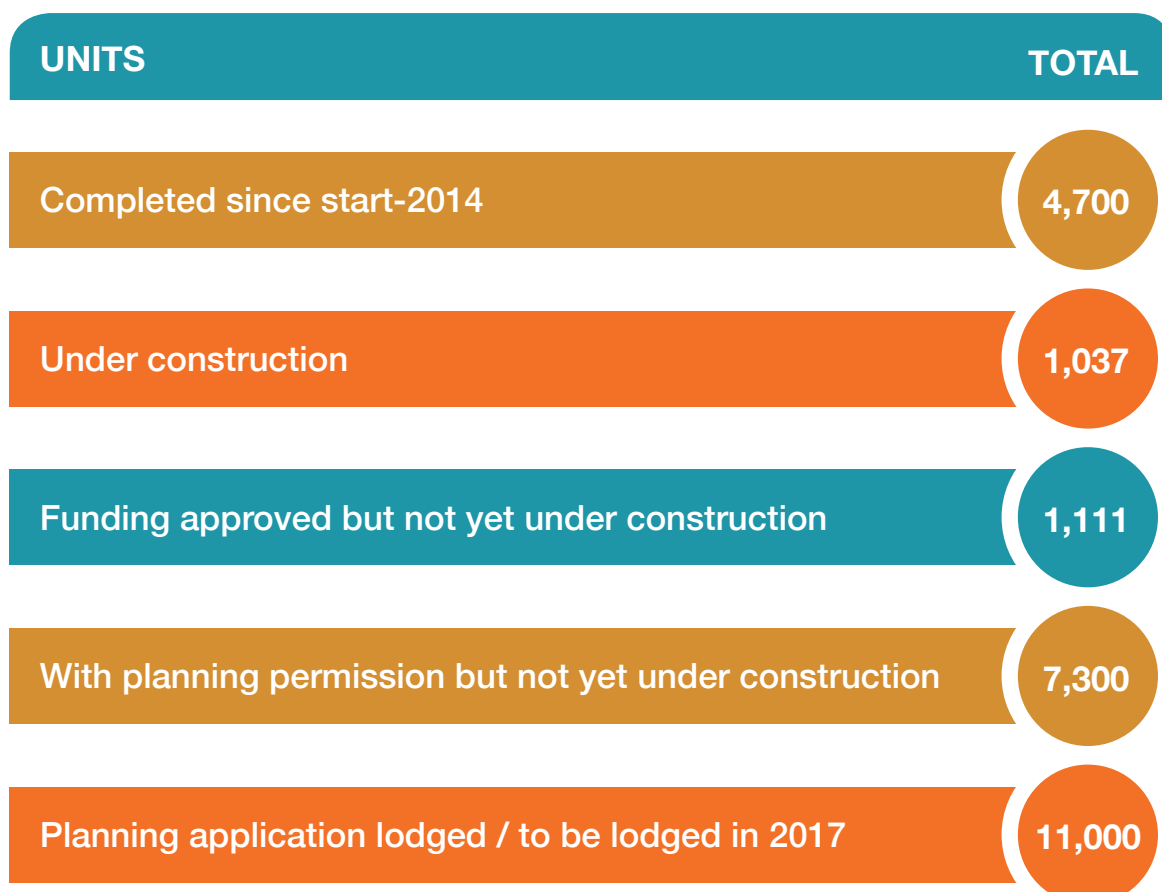 UNITS TOTAL
Completed since start-2014 4,700
Under construction 1,037
Funding approved but not yet under construction 1,111
With planning permission but not yet under construction 7,300
Planning application lodged / to be lodged in 2017 11,000